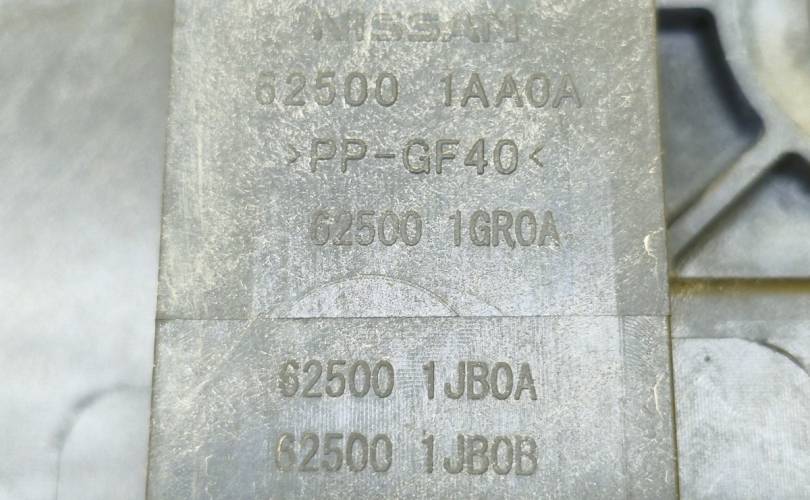 NISSAN
62500 1AA0A
>PP-GF40<
62500 1GR0A
62500 1JB0A
62500 1JB0B